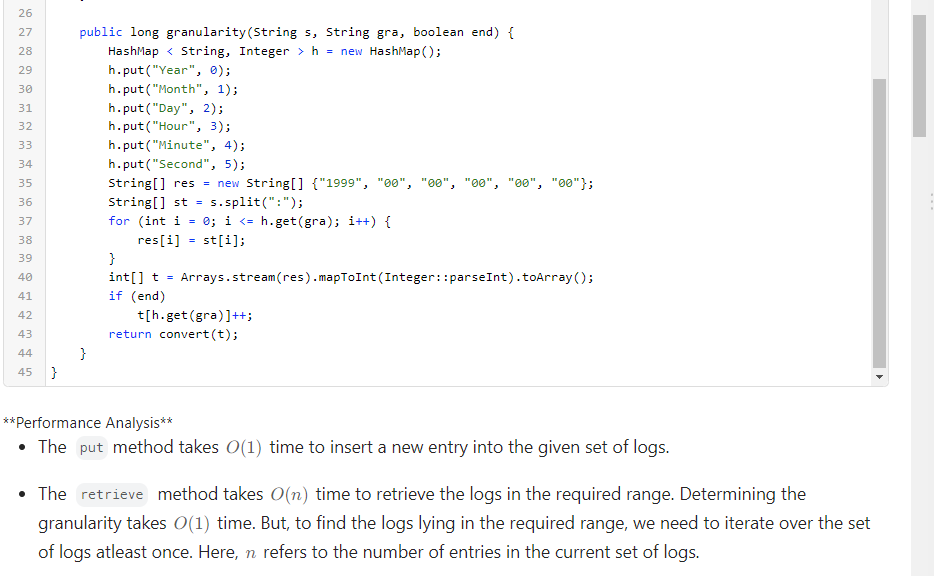 26
27 public long granularity(String s, String gra, boolean end) {
28 HashMap < String, Integer > h = new HashMap();
29 h.put("Year", 0);
30 h.put("Month", 1);
31 h.put("Day", 2);
32 h.put("Hour", 3);
33 h.put("Minute", 4);
34 h.put("Second", 5);
35 String[] res = new String[] {"1999", "00", "00", "00", "00", "00"};
36 String[] st = s.split(":");
37 for (int i = 0; i <= h.get(gra); i++) {
38 res[i] = st[i];
39 }
40 int[] t = Arrays.stream(res).mapToInt(Integer::parseInt).toArray();
41 if (end)
42 t[h.get(gra)]++;
43 return convert(t);
44 }
45 }
**Performance Analysis**
• The put method takes O(1) time to insert a new entry into the given set of logs.
• The retrieve method takes O(n) time to retrieve the logs in the required range. Determining the
granularity takes O(1) time. But, to find the logs lying in the required range, we need to iterate over the set
of logs atleast once. Here, n refers to the number of entries in the current set of logs.